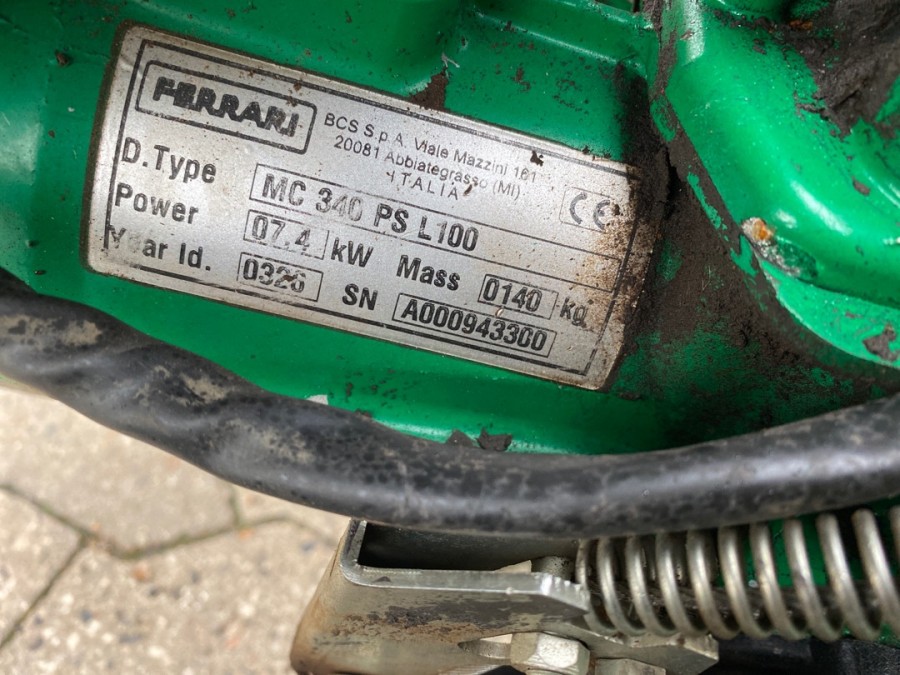 FERRARI
BCS S.p.A. Viale Mazzini 161
20081 Abbiategrasso (MI)
ITALIA
CE
D.Type MC 340 PS L100
Power 07.4 kW Mass 0140 kg
Year Id. 0326 SN A000943300